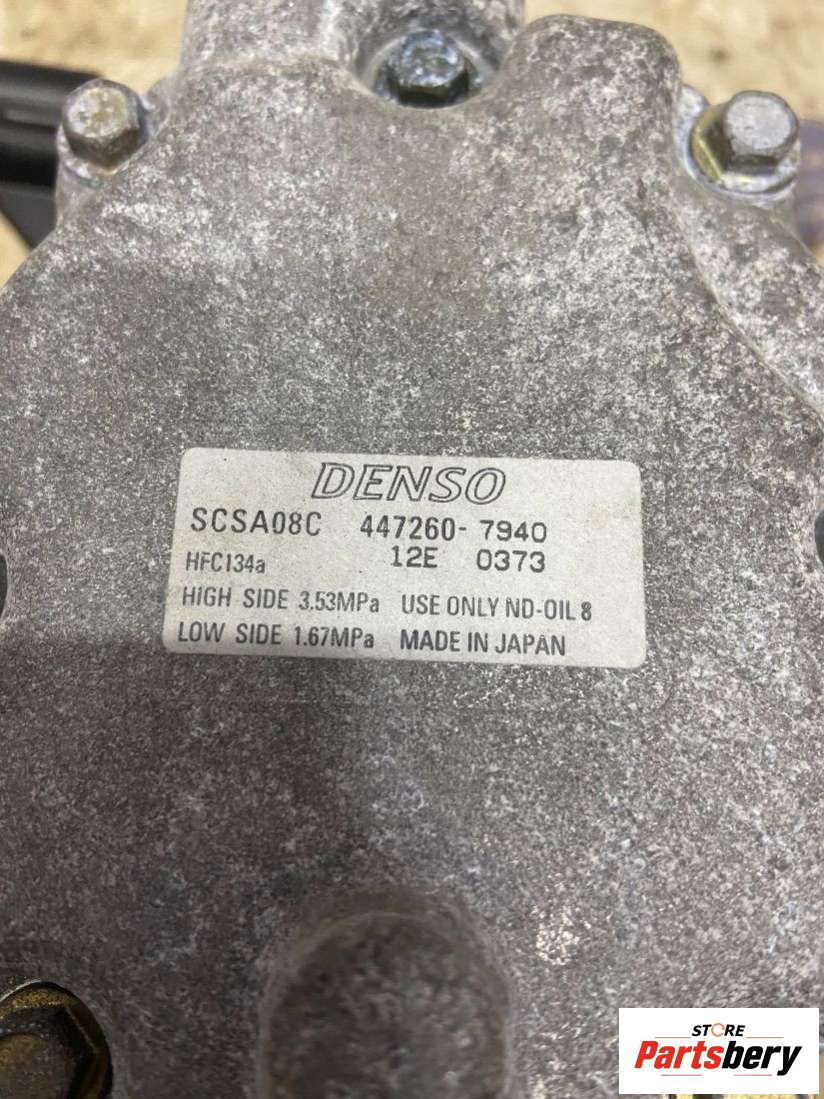 DENSO
SCSA08C 447260-7940
HFC134a 12E 0373
HIGH SIDE 3.53MPa USE ONLY ND-OIL 8
LOW SIDE 1.67MPa MADE IN JAPAN
STORE
Partsbery